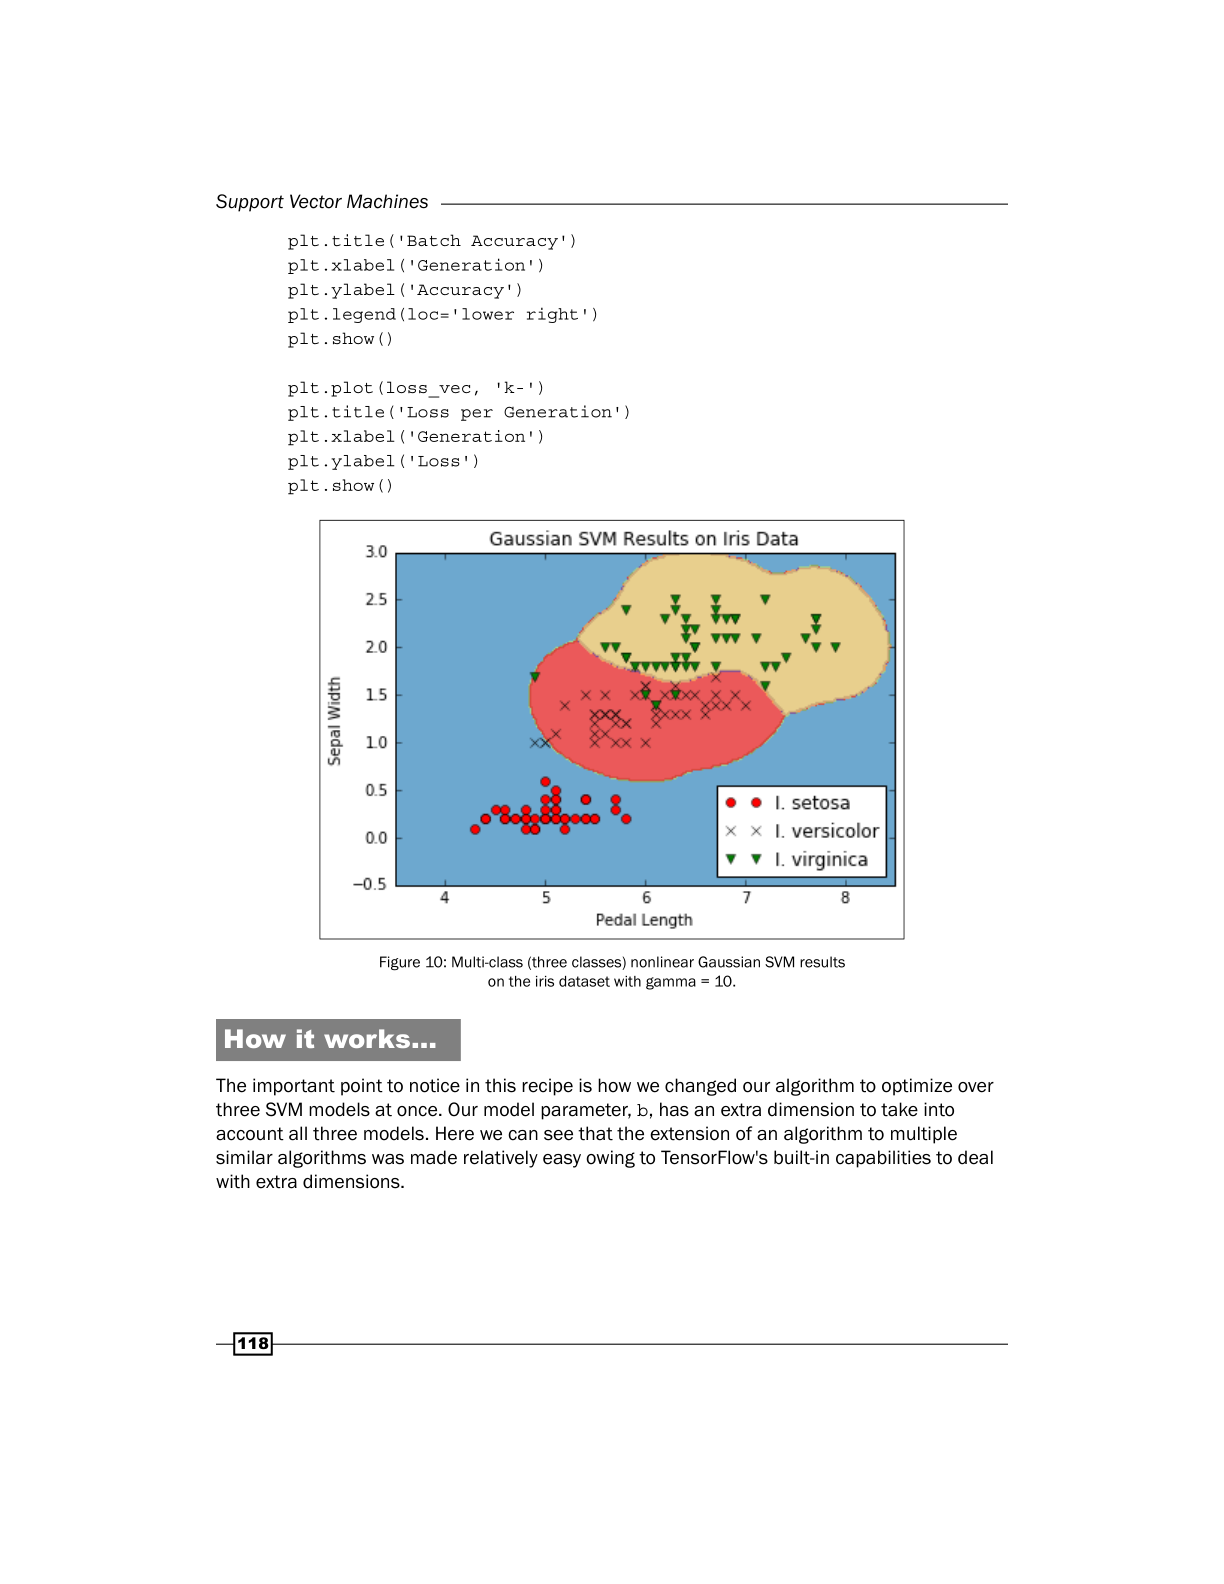 Support Vector Machines
plt.title('Batch Accuracy')
plt.xlabel('Generation')
plt.ylabel('Accuracy')
plt.legend(loc='lower right')
plt.show()
plt.plot(loss_vec, 'k-')
plt.title('Loss per Generation')
plt.xlabel('Generation')
plt.ylabel('Loss')
plt.show()
Gaussian SVM Results on Iris Data
3.0
2.5
2.0
1.5
1.0
0.5
0.0
−0.5
Sepal Width
I. setosa
I. versicolor
I. virginica
4 5 6 7 8
Pedal Length
Figure 10: Multi-class (three classes) nonlinear Gaussian SVM results
on the iris dataset with gamma = 10.
How it works…
The important point to notice in this recipe is how we changed our algorithm to optimize over
three SVM models at once. Our model parameter, b, has an extra dimension to take into
account all three models. Here we can see that the extension of an algorithm to multiple
similar algorithms was made relatively easy owing to TensorFlow's built-in capabilities to deal
with extra dimensions.
118